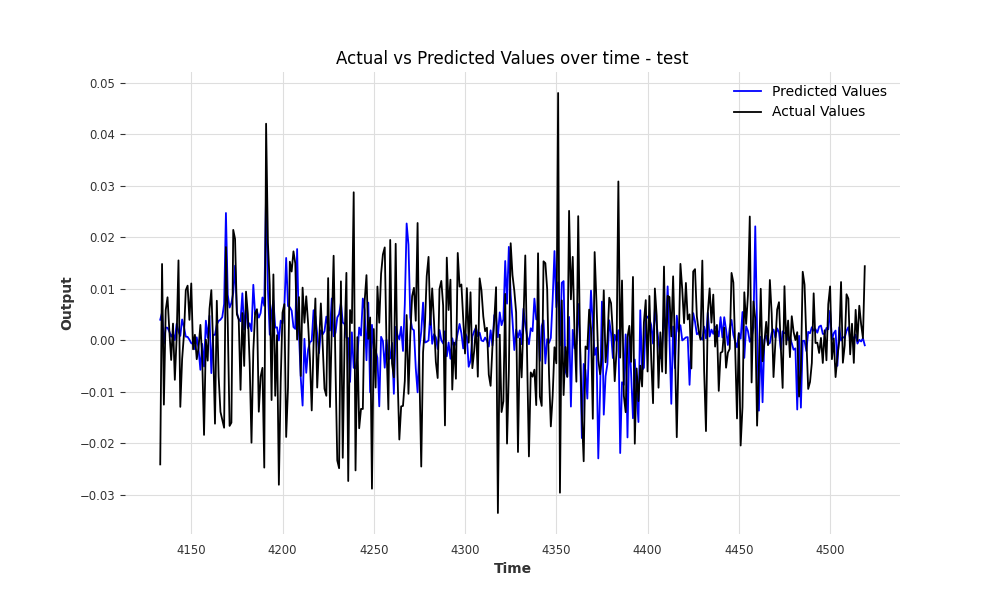 Actual vs Predicted Values over time - test
Predicted Values
Actual Values
Output
0.05
0.04
0.03
0.02
0.01
0.00
−0.01
−0.02
−0.03
4150 4200 4250 4300 4350 4400 4450 4500
Time